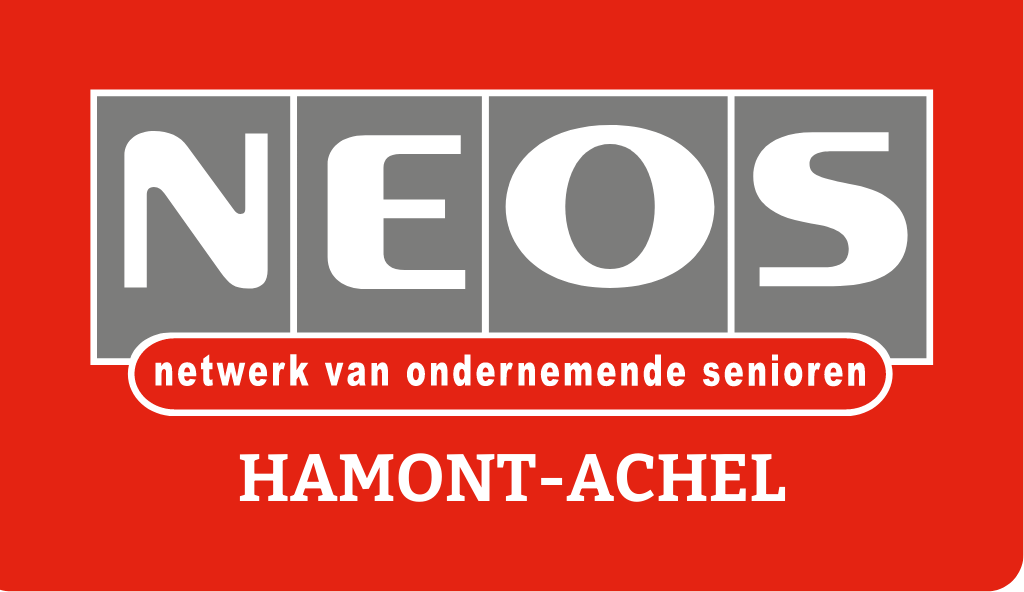 NEOS
netwerk van ondernemende senioren
HAMONT-ACHEL